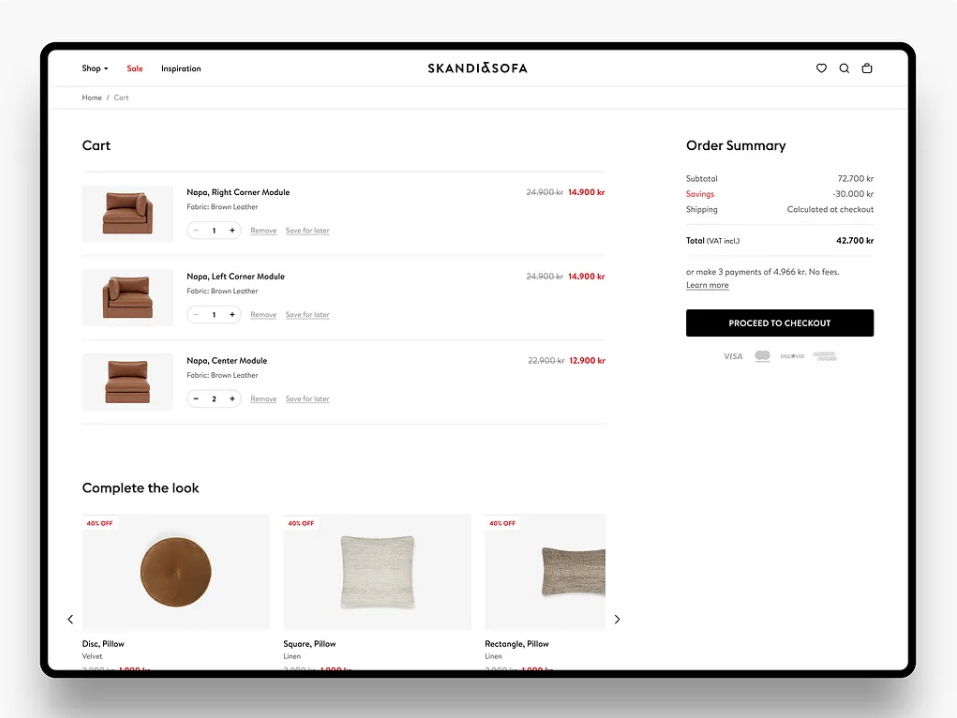 Shop Sale Inspiration SKANDI&SOFA
Home / Cart
Cart
Napa, Right Corner Module 24.900 kr 14.900 kr
Fabric: Brown Leather
1 Remove Save for later
Napa, Left Corner Module 24.900 kr 14.900 kr
Fabric: Brown Leather
1 Remove Save for later
Napa, Center Module 22.900 kr 12.900 kr
Fabric: Brown Leather
2 Remove Save for later
Order Summary
Subtotal 72.700 kr
Savings -30.000 kr
Shipping Calculated at checkout
Total (VAT incl.) 42.700 kr
or make 3 payments of 4.966 kr. No fees.
Learn more
PROCEED TO CHECKOUT
VISA DISCOVER
Complete the look
40% OFF 40% OFF 40% OFF
Disc, Pillow Square, Pillow Rectangle, Pillow
Velvet Linen Linen